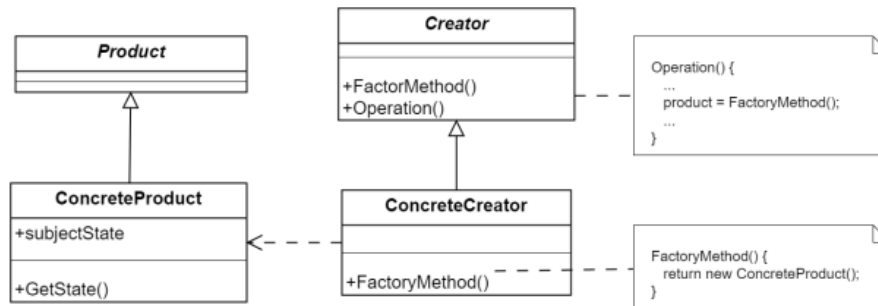 Product
Creator
+FactorMethod()
+Operation()
Operation() {
...
product = FactoryMethod();
...
}
ConcreteProduct
+subjectState
+GetState()
ConcreteCreator
+FactoryMethod()
FactoryMethod() {
return new ConcreteProduct();
}